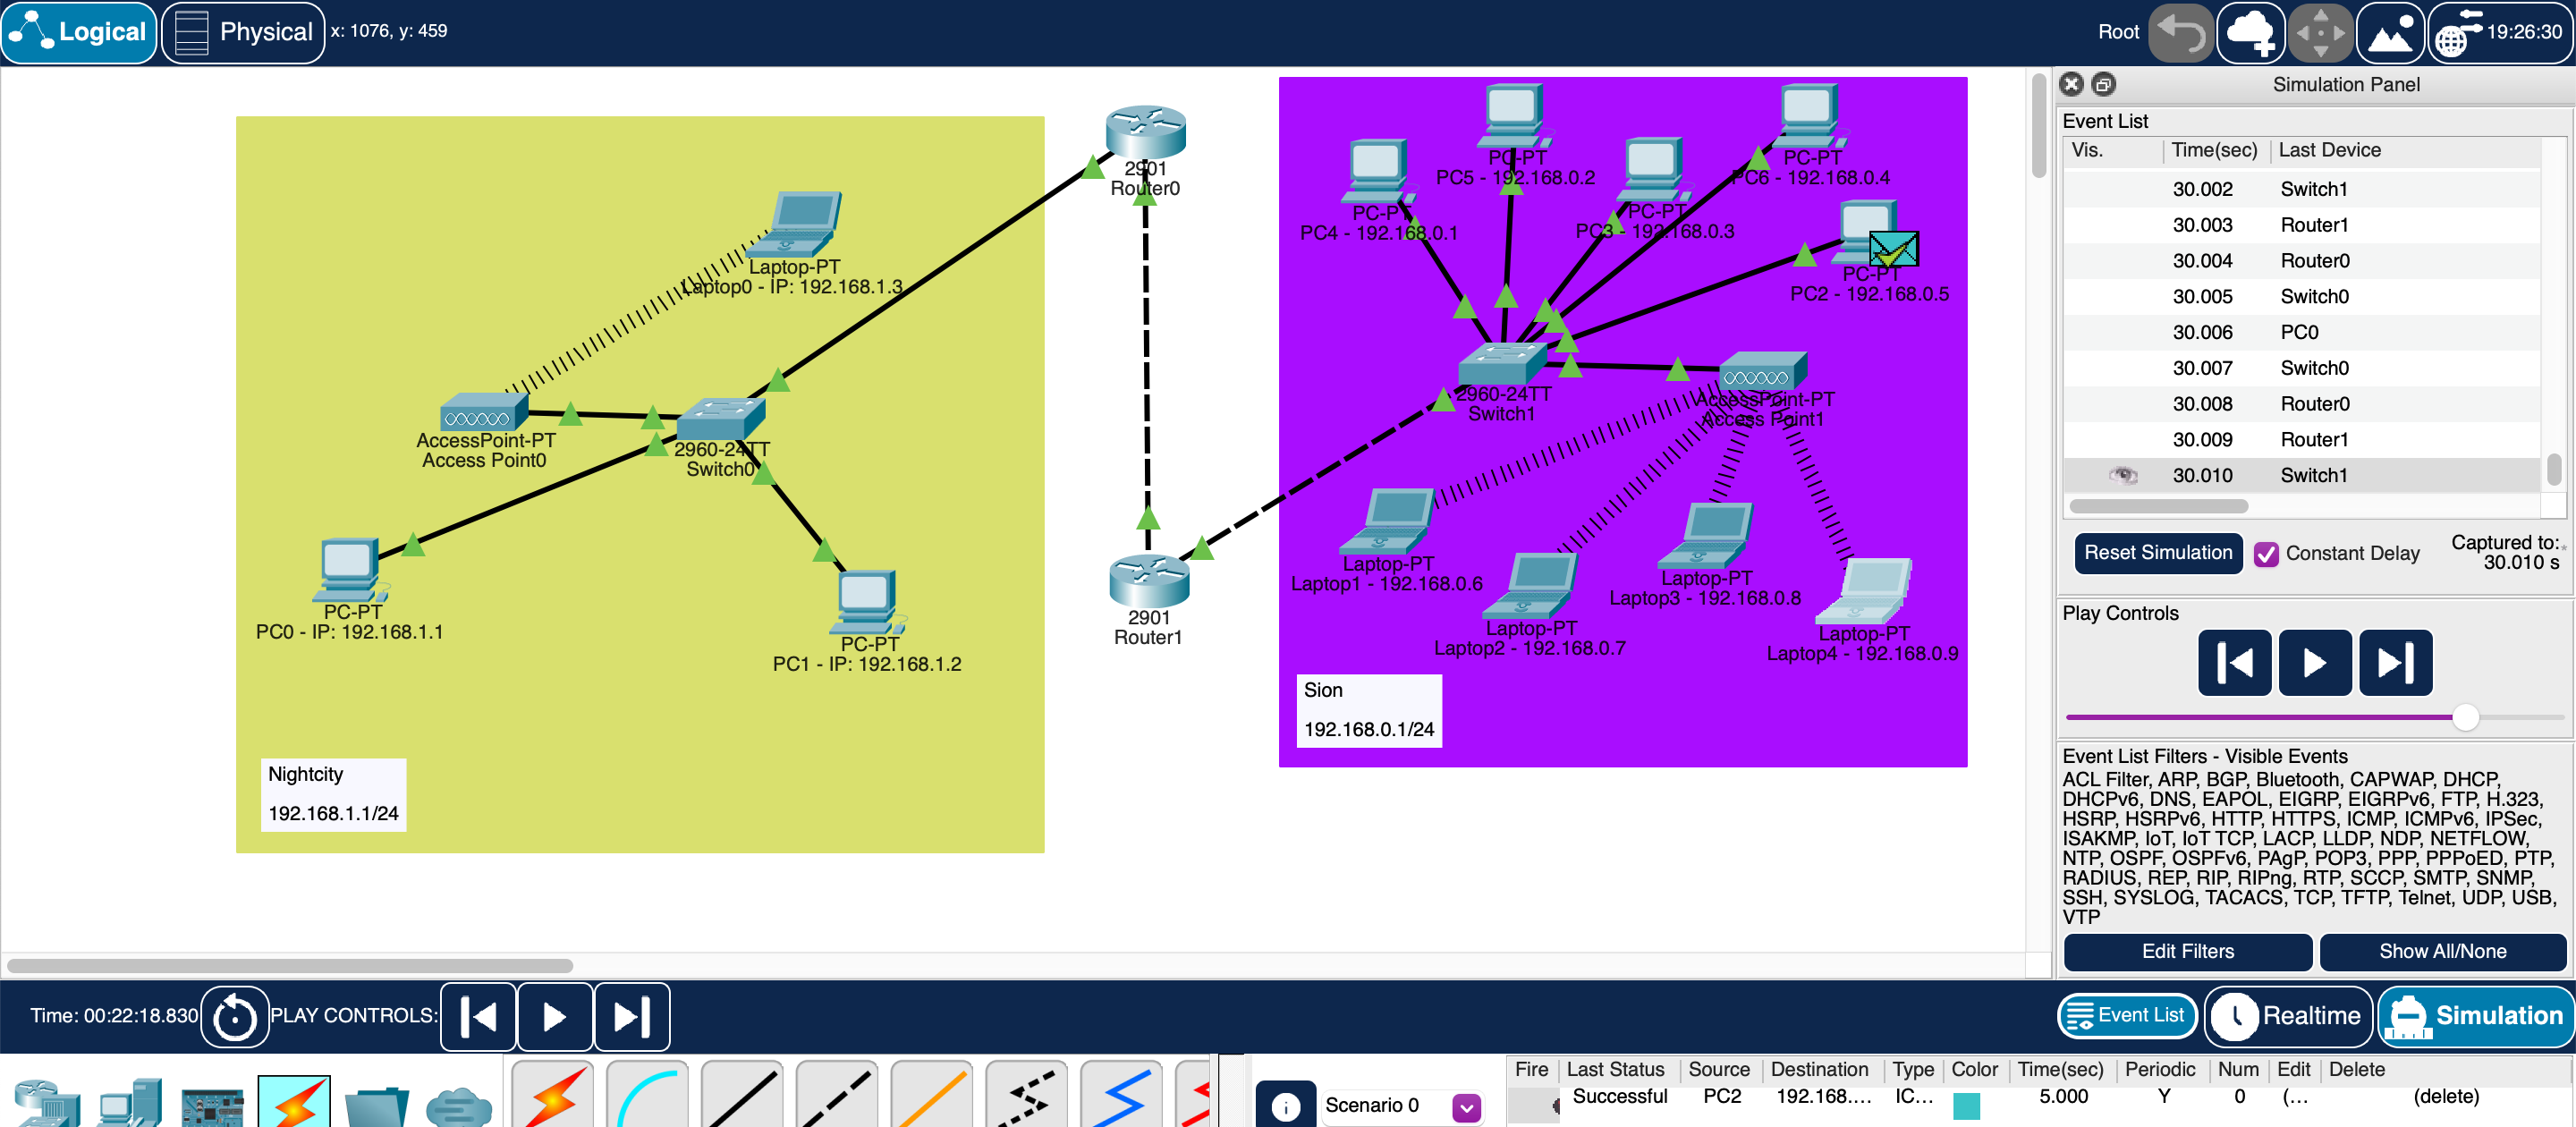 Logical
Physical
x: 1076, y: 459
Root
19:26:30
2901
Router0
Laptop-PT
Laptop0 - IP: 192.168.1.3
AccessPoint-PT
Access Point0
2960-24TT
Switch0
PC-PT
PC0 - IP: 192.168.1.1
PC-PT
PC1 - IP: 192.168.1.2
Nightcity
192.168.1.1/24
2901
Router1
PC-PT
PC5 - 192.168.0.2
PC-PT
PC6 - 192.168.0.4
PC-PT
PC4 - 192.168.0.1
PC-PT
PC3 - 192.168.0.3
PC-PT
PC2 - 192.168.0.5
2960-24TT
Switch1
AccessPoint-PT
Access Point1
Laptop-PT
Laptop1 - 192.168.0.6
Laptop-PT
Laptop2 - 192.168.0.7
Laptop-PT
Laptop3 - 192.168.0.8
Laptop-PT
Laptop4 - 192.168.0.9
Sion
192.168.0.1/24
Simulation Panel
Event List
Vis. Time(sec) Last Device
30.002 Switch1
30.003 Router1
30.004 Router0
30.005 Switch0
30.006 PC0
30.007 Switch0
30.008 Router0
30.009 Router1
30.010 Switch1
Reset Simulation
Constant Delay
Captured to:*
30.010 s
Play Controls
Event List Filters - Visible Events
ACL Filter, ARP, BGP, Bluetooth, CAPWAP, DHCP,
DHCPv6, DNS, EAPOL, EIGRP, EIGRPv6, FTP, H.323,
HSRP, HSRPv6, HTTP, HTTPS, ICMP, ICMPv6, IPSec,
ISAKMP, IoT, IoT TCP, LACP, LLDP, NDP, NETFLOW,
NTP, OSPF, OSPFv6, PAgP, POP3, PPP, PPPoED, PTP,
RADIUS, REP, RIP, RIPng, RTP, SCCP, SMTP, SNMP,
SSH, SYSLOG, TACACS, TCP, TFTP, Telnet, UDP, USB,
VTP
Edit Filters
Show All/None
Time: 00:22:18.830
PLAY CONTROLS:
Event List
Realtime
Simulation
Scenario 0
Fire Last Status Source Destination Type Color Time(sec) Periodic Num Edit Delete
Successful PC2 192.168.... IC... 5.000 Y 0 (... (delete)